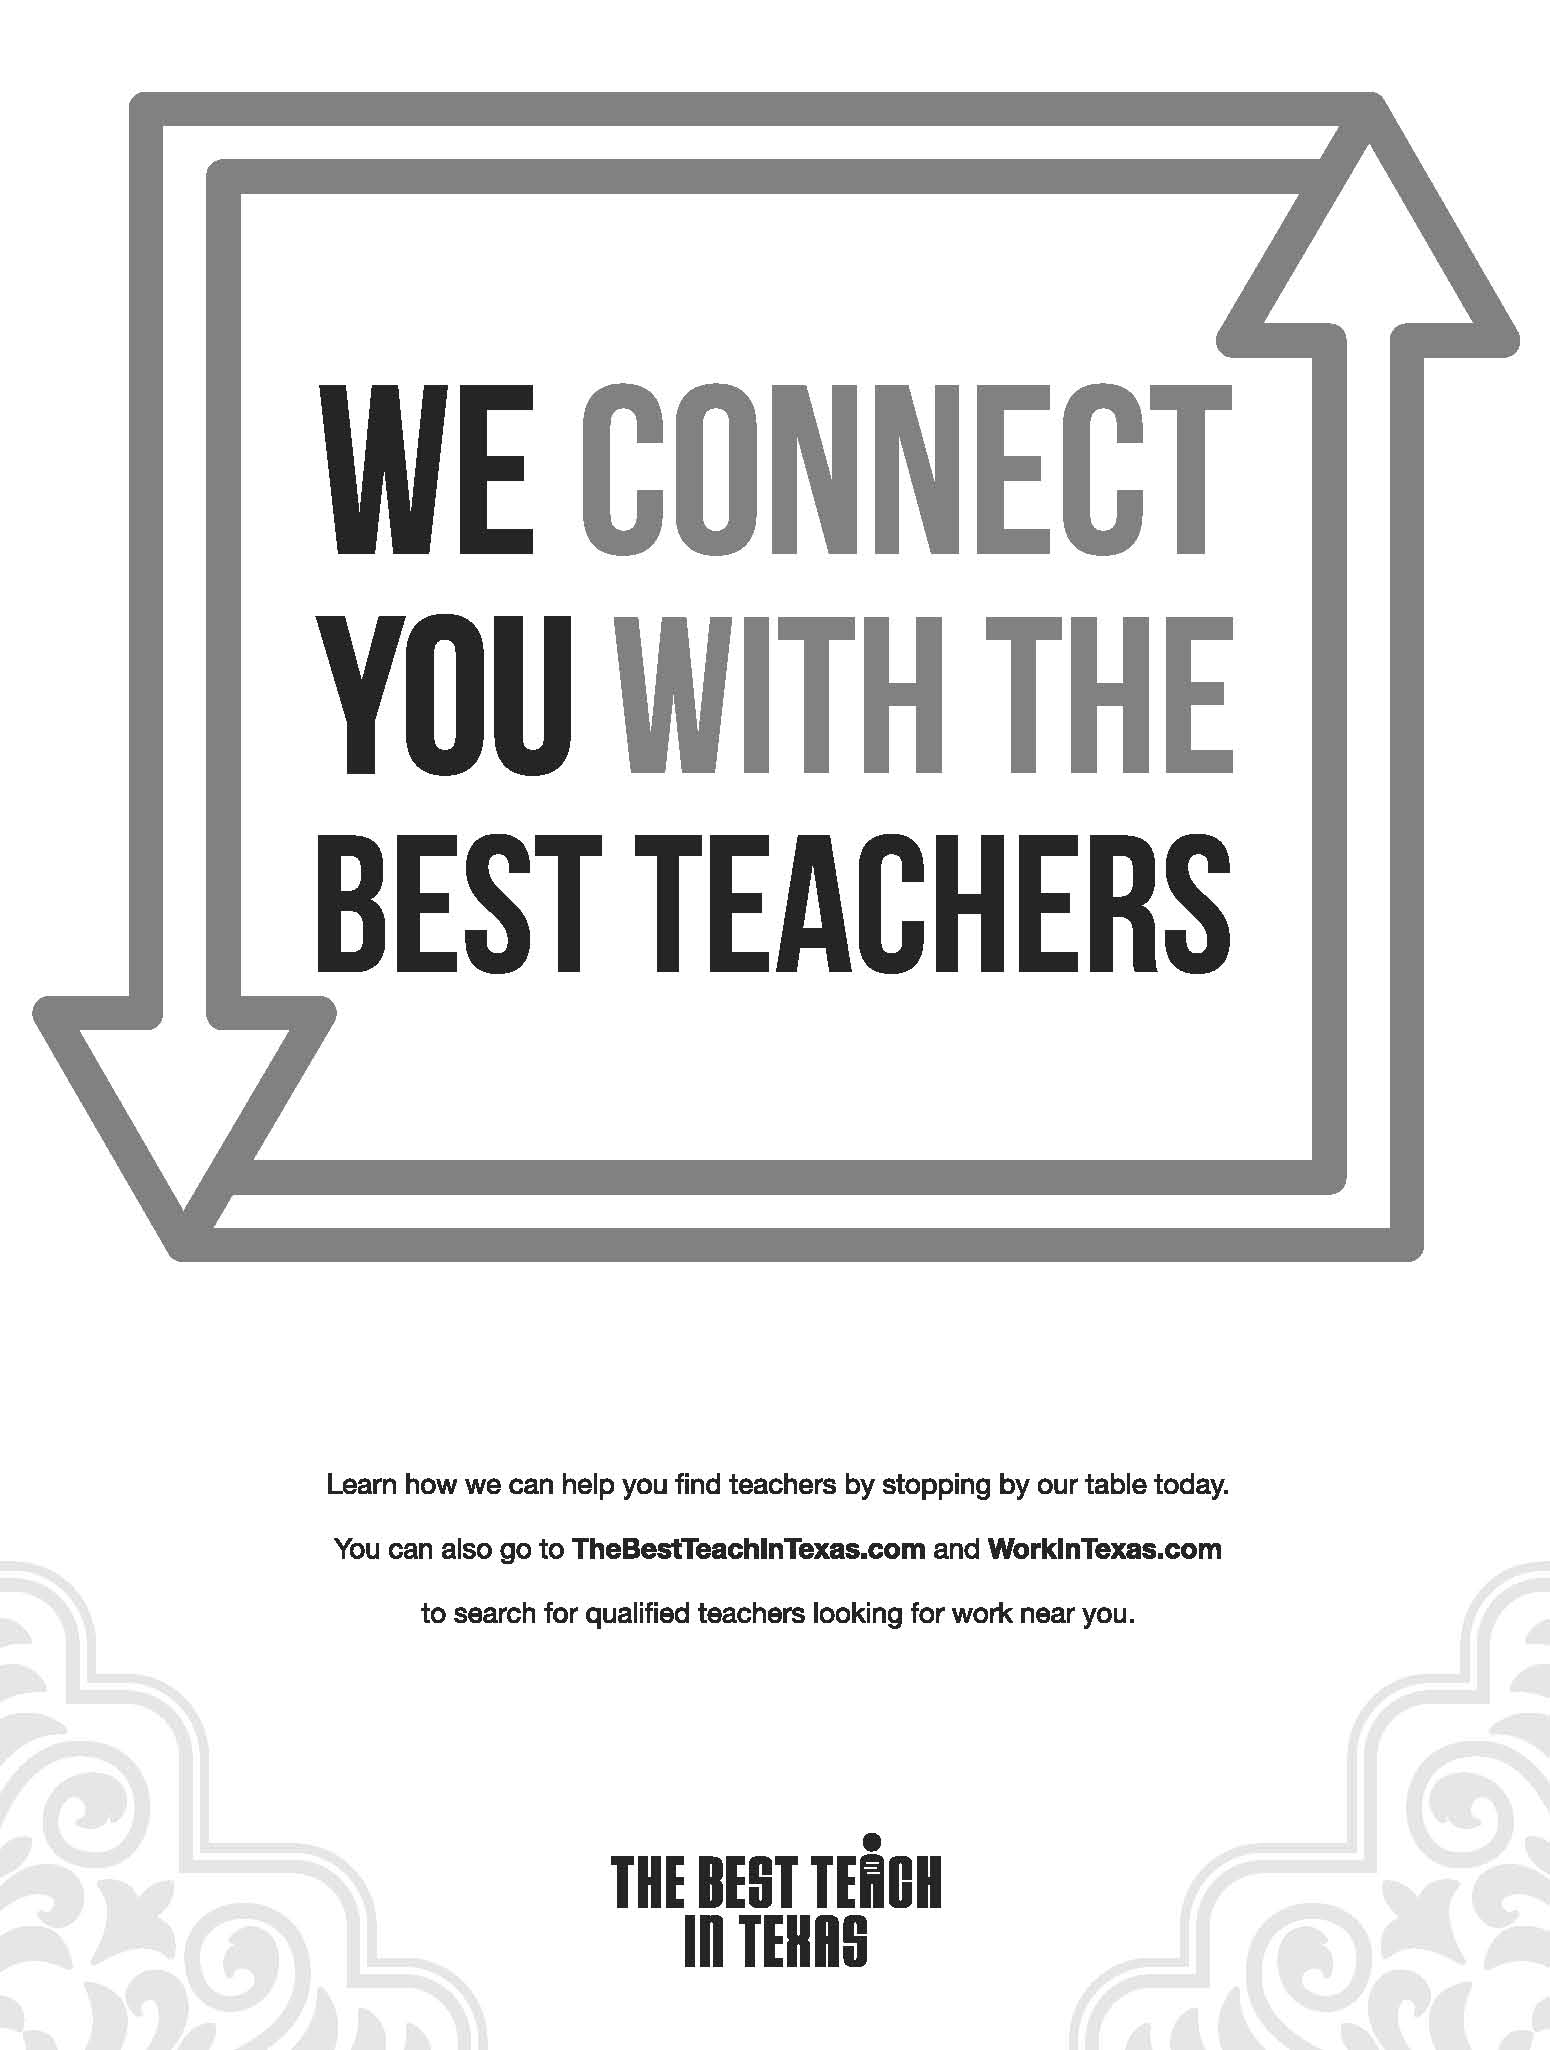 WE CONNECT
YOU WITH THE
BEST TEACHERS
Learn how we can help you find teachers by stopping by our table today.
You can also go to TheBestTeachInTexas.com and WorkInTexas.com
to search for qualified teachers looking for work near you.
THE BEST TEACH
IN TEXAS